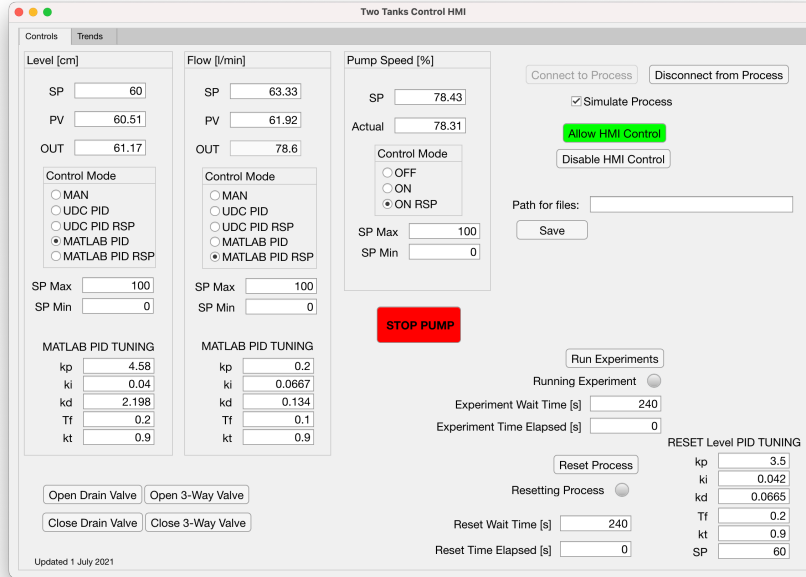 Two Tanks Control HMI
Controls Trends
Level [cm]
SP 60
PV 60.51
OUT 61.17
Control Mode
MAN
UDC PID
UDC PID RSP
MATLAB PID
MATLAB PID RSP
SP Max 100
SP Min 0
MATLAB PID TUNING
kp 4.58
ki 0.04
kd 2.198
Tf 0.2
kt 0.9
Flow [l/min]
SP 63.33
PV 61.92
OUT 78.6
Control Mode
MAN
UDC PID
UDC PID RSP
MATLAB PID
MATLAB PID RSP
SP Max 100
SP Min 0
MATLAB PID TUNING
kp 0.2
ki 0.0667
kd 0.134
Tf 0.1
kt 0.9
Pump Speed [%]
SP 78.43
Actual 78.31
Control Mode
OFF
ON
ON RSP
SP Max 100
SP Min 0
STOP PUMP
Connect to Process Disconnect from Process
Simulate Process
Allow HMI Control
Disable HMI Control
Path for files:
Save
Run Experiments
Running Experiment
Experiment Wait Time [s] 240
Experiment Time Elapsed [s] 0
Reset Process
Resetting Process
Reset Wait Time [s] 240
Reset Time Elapsed [s] 0
RESET Level PID TUNING
kp 3.5
ki 0.042
kd 0.0665
Tf 0.2
kt 0.9
SP 60
Open Drain Valve Open 3-Way Valve
Close Drain Valve Close 3-Way Valve
Updated 1 July 2021